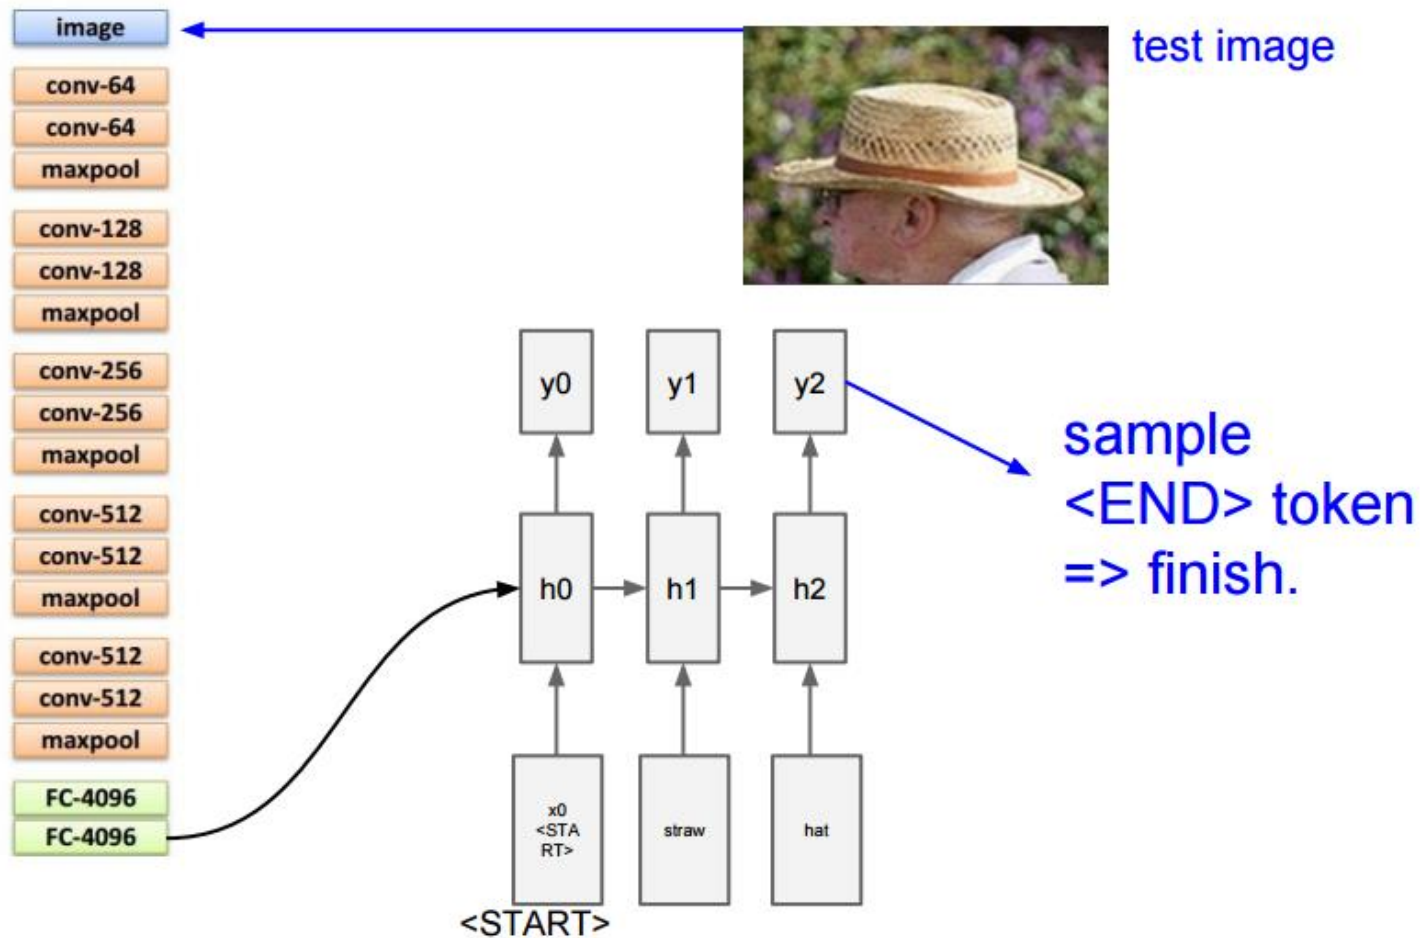 image
conv-64
conv-64
maxpool
conv-128
conv-128
maxpool
conv-256
conv-256
maxpool
conv-512
conv-512
maxpool
conv-512
conv-512
maxpool
FC-4096
FC-4096
test image
y0
y1
y2
sample
<END> token
=> finish.
h0
h1
h2
x0
<STA
RT>
straw
hat
<START>